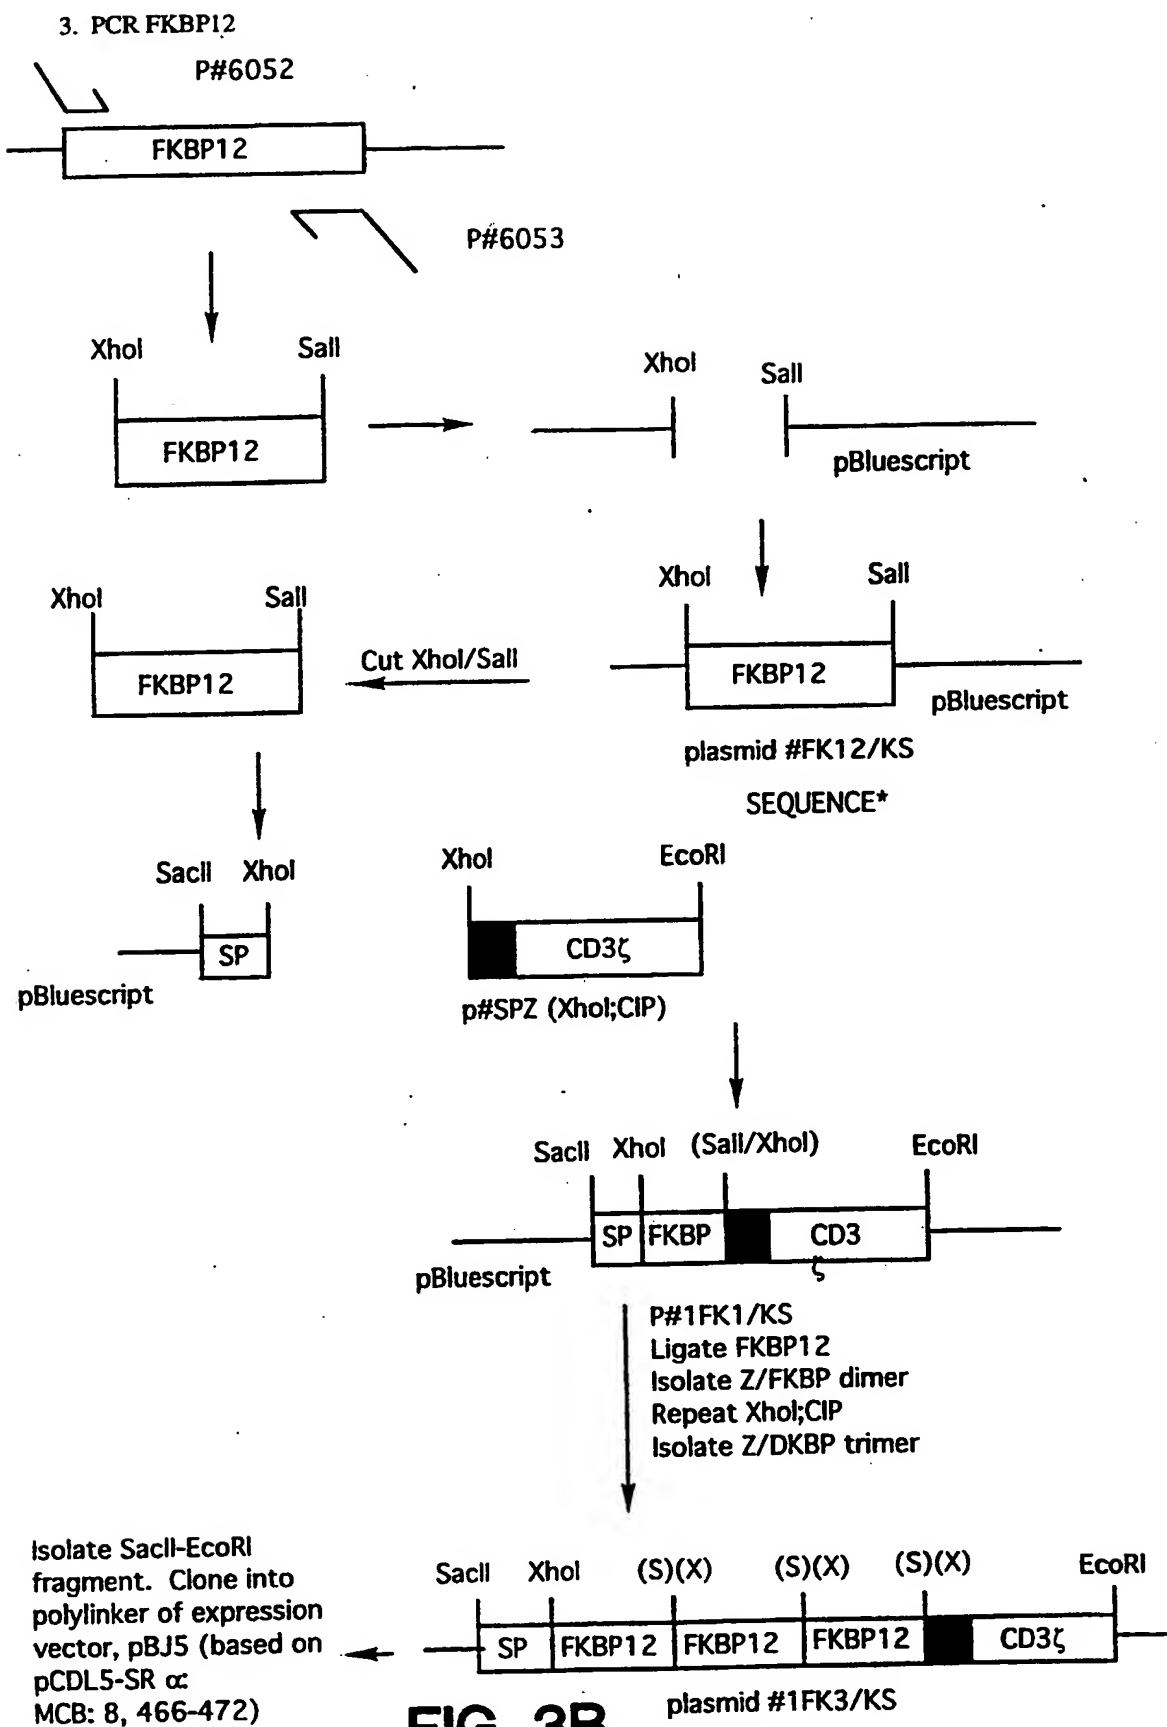 3. PCR FKBP12
P#6052
FKBP12
P#6053
XhoI SalI
FKBP12
XhoI SalI
pBluescript
XhoI SalI
FKBP12
pBluescript
plasmid #FK12/KS
SEQUENCE*
Cut XhoI/SalI
XhoI SalI
FKBP12
SacII XhoI
SP
pBluescript
XhoI EcoRI
CD3ζ
p#SPZ (XhoI;CIP)
SacII XhoI (SalI/XhoI) EcoRI
SP FKBP CD3
ζ
pBluescript
P#1FK1/KS
Ligate FKBP12
Isolate Z/FKBP dimer
Repeat XhoI;CIP
Isolate Z/DKBP trimer
SacII XhoI (S)(X) (S)(X) (S)(X) EcoRI
SP FKBP12 FKBP12 FKBP12 CD3ζ
plasmid #1FK3/KS
Isolate SacII-EcoRI
fragment. Clone into
polylinker of expression
vector, pBJ5 (based on
pCDL5-SR α:
MCB: 8, 466-472)
FIG. 3B